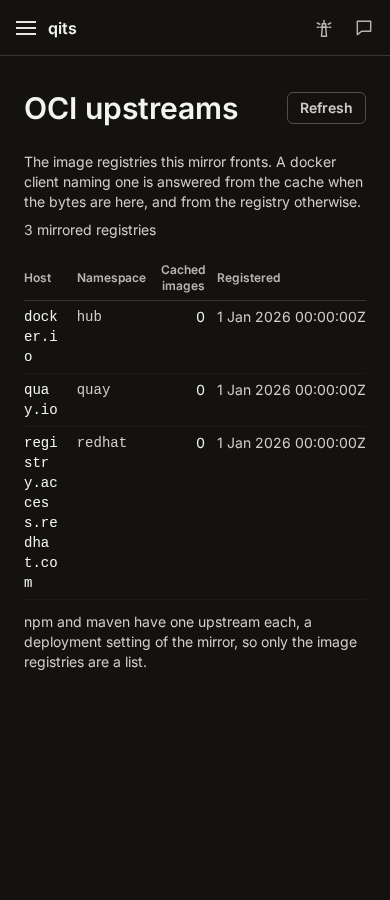 qits
OCI upstreams
Refresh
The image registries this mirror fronts. A docker
client naming one is answered from the cache when
the bytes are here, and from the registry otherwise.
3 mirrored registries
Host Namespace Cached images Registered
dock
er.i
o
hub 0 1 Jan 2026 00:00:00Z
qua
y.io
quay 0 1 Jan 2026 00:00:00Z
regi
str
y.ac
ces
s.re
dha
t.co
m
redhat 0 1 Jan 2026 00:00:00Z
npm and maven have one upstream each, a
deployment setting of the mirror, so only the image
registries are a list.